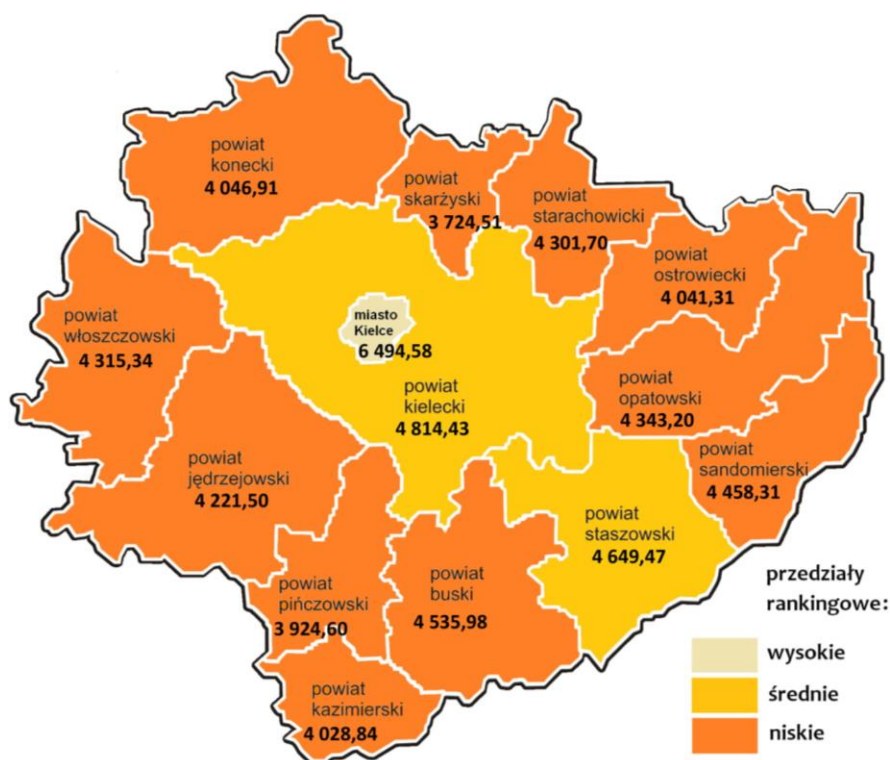 powiat
konecki
4 046,91
powiat
skarżyski
3 724,51
powiat
starachowicki
4 301,70
powiat
ostrowiecki
4 041,31
powiat
włoszczowski
4 315,34
miasto
Kielce
6 494,58
powiat
kielecki
4 814,43
powiat
opatowski
4 343,20
powiat
sandomierski
4 458,31
powiat
jędrzejowski
4 221,50
powiat
staszowski
4 649,47
powiat
pińczowski
3 924,60
powiat
buski
4 535,98
powiat
kazimierski
4 028,84
przedziały
rankingowe:
wysokie
średnie
niskie